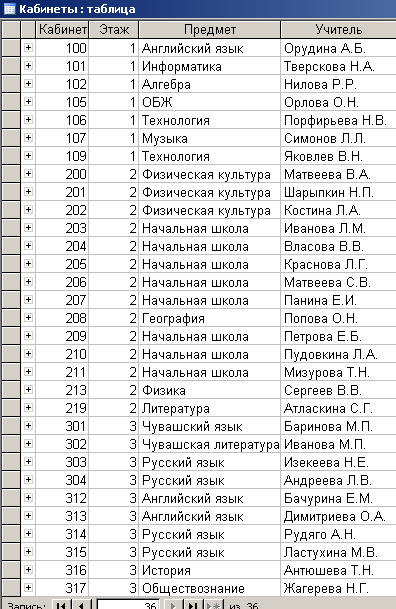 Кабинеты : таблица
Кабинет Этаж Предмет Учитель
100 1 Английский язык Орудина А.Б.
101 1 Информатика Тверскова Н.А.
102 1 Алгебра Нилова Р.Р.
105 1 ОБЖ Орлова О.Н.
106 1 Технология Порфирьева Н.В.
107 1 Музыка Симонов Л.Л.
109 1 Технология Яковлев В.Н.
200 2 Физическая культура Матвеева В.А.
201 2 Физическая культура Шарыпкин Н.П.
202 2 Физическая культура Костина Л.А.
203 2 Начальная школа Иванова Л.М.
204 2 Начальная школа Власова В.В.
205 2 Начальная школа Краснова Л.Г.
206 2 Начальная школа Матвеева С.В.
207 2 Начальная школа Панина Е.И.
208 2 География Попова О.Н.
209 2 Начальная школа Петрова Е.Б.
210 2 Начальная школа Пудовкина Л.А.
211 2 Начальная школа Мизурова Т.Н.
213 2 Физика Сергеев В.В.
219 2 Литература Атласкина С.Г.
301 3 Чувашский язык Баринова М.П.
302 3 Чувашская литература Иванова М.П.
303 3 Русский язык Изекеева Н.Е.
304 3 Русский язык Андреева Л.В.
312 3 Английский язык Бачурина Е.М.
313 3 Английский язык Димитриева О.А.
314 3 Русский язык Рудяго А.Н.
315 3 Русский язык Ластухина М.В.
316 3 История Антюшева Т.Н.
317 3 Обществознание Жагерева Н.Г.
Запись: 36 из 36